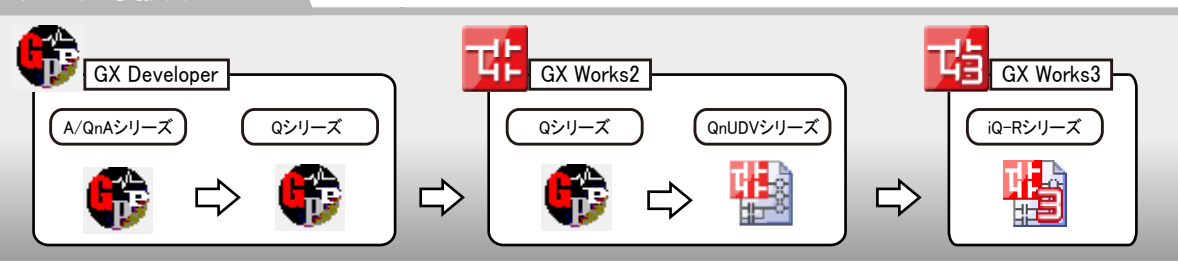 GX Developer
A/QnAシリーズ
Qシリーズ
GX Works2
Qシリーズ
QnUDVシリーズ
GX Works3
iQ-Rシリーズ